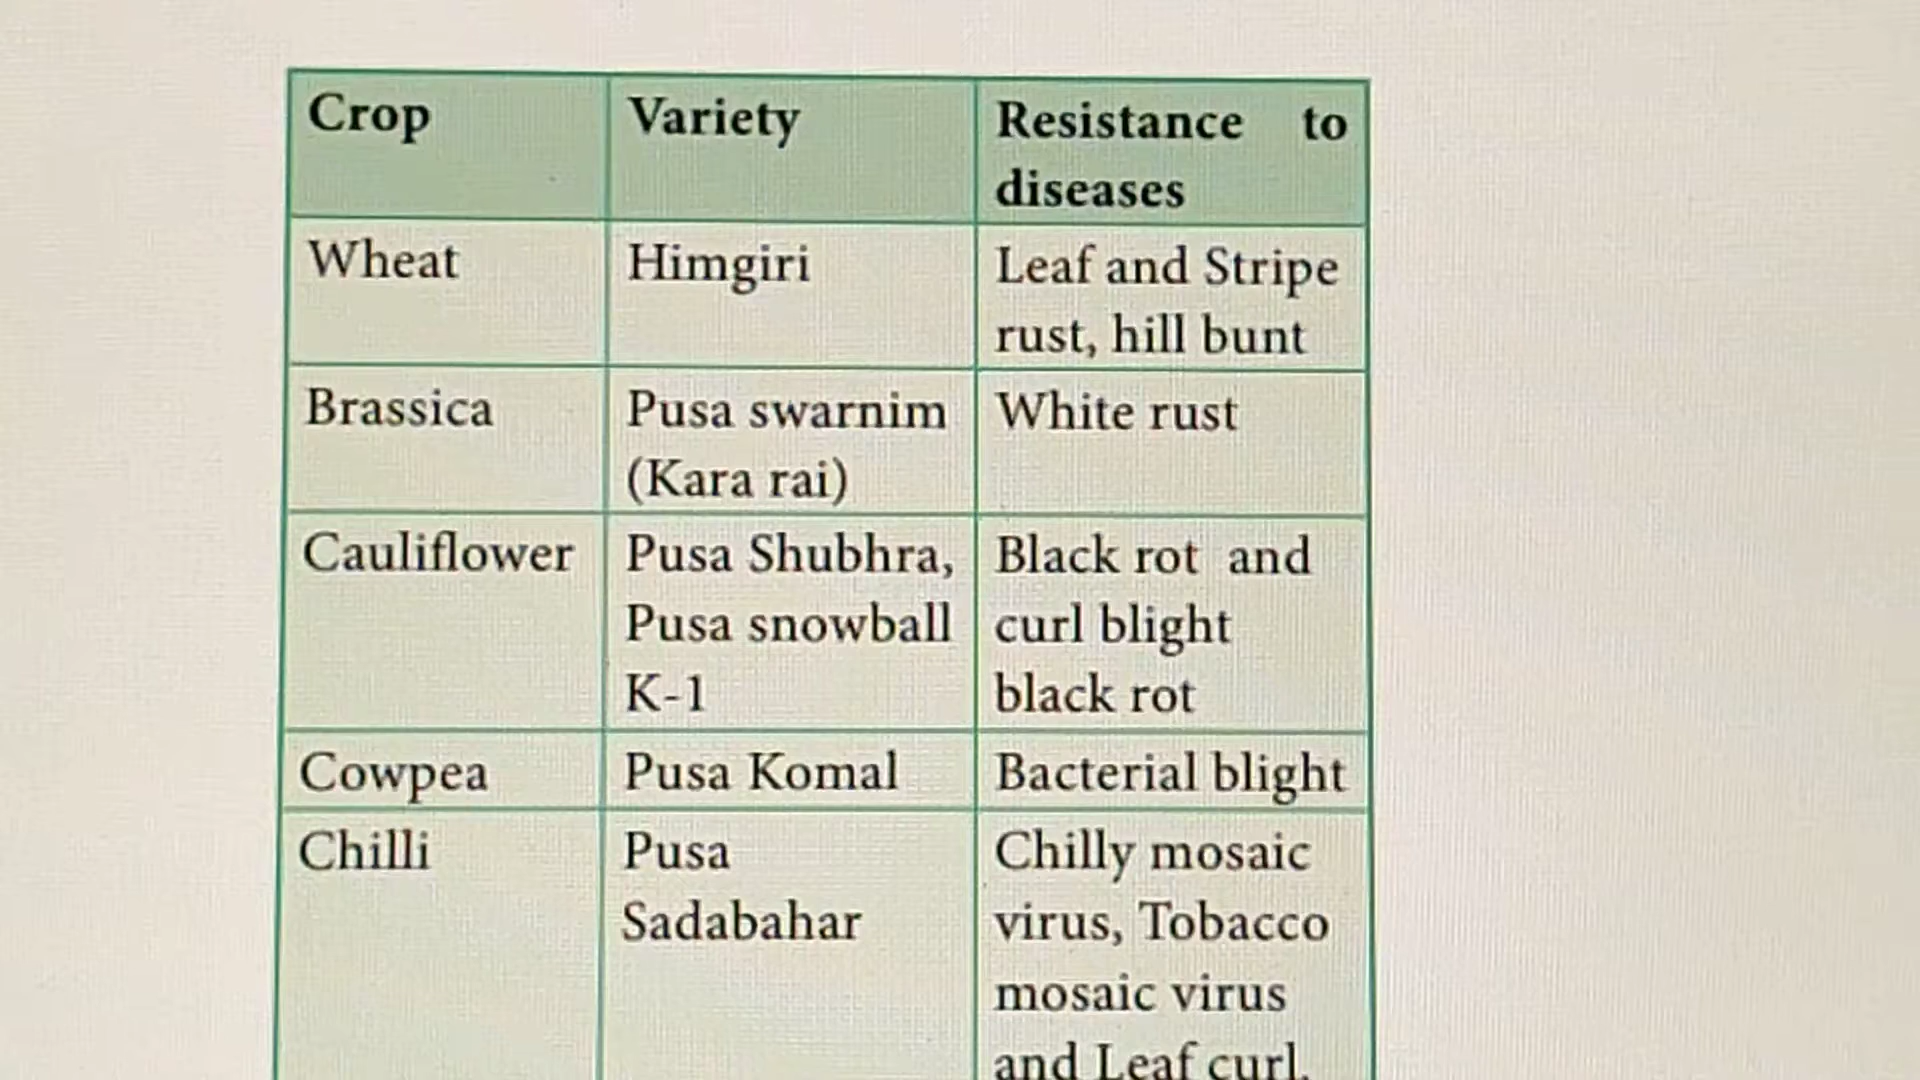 Crop Variety Resistance to
diseases
Wheat Himgiri Leaf and Stripe
rust, hill bunt
Brassica Pusa swarnim White rust
(Kara rai)
Cauliflower Pusa Shubhra, Black rot and
Pusa snowball curl blight
K-1 black rot
Cowpea Pusa Komal Bacterial blight
Chilli Pusa Chilly mosaic
Sadabahar virus, Tobacco
mosaic virus
and Leaf curl.